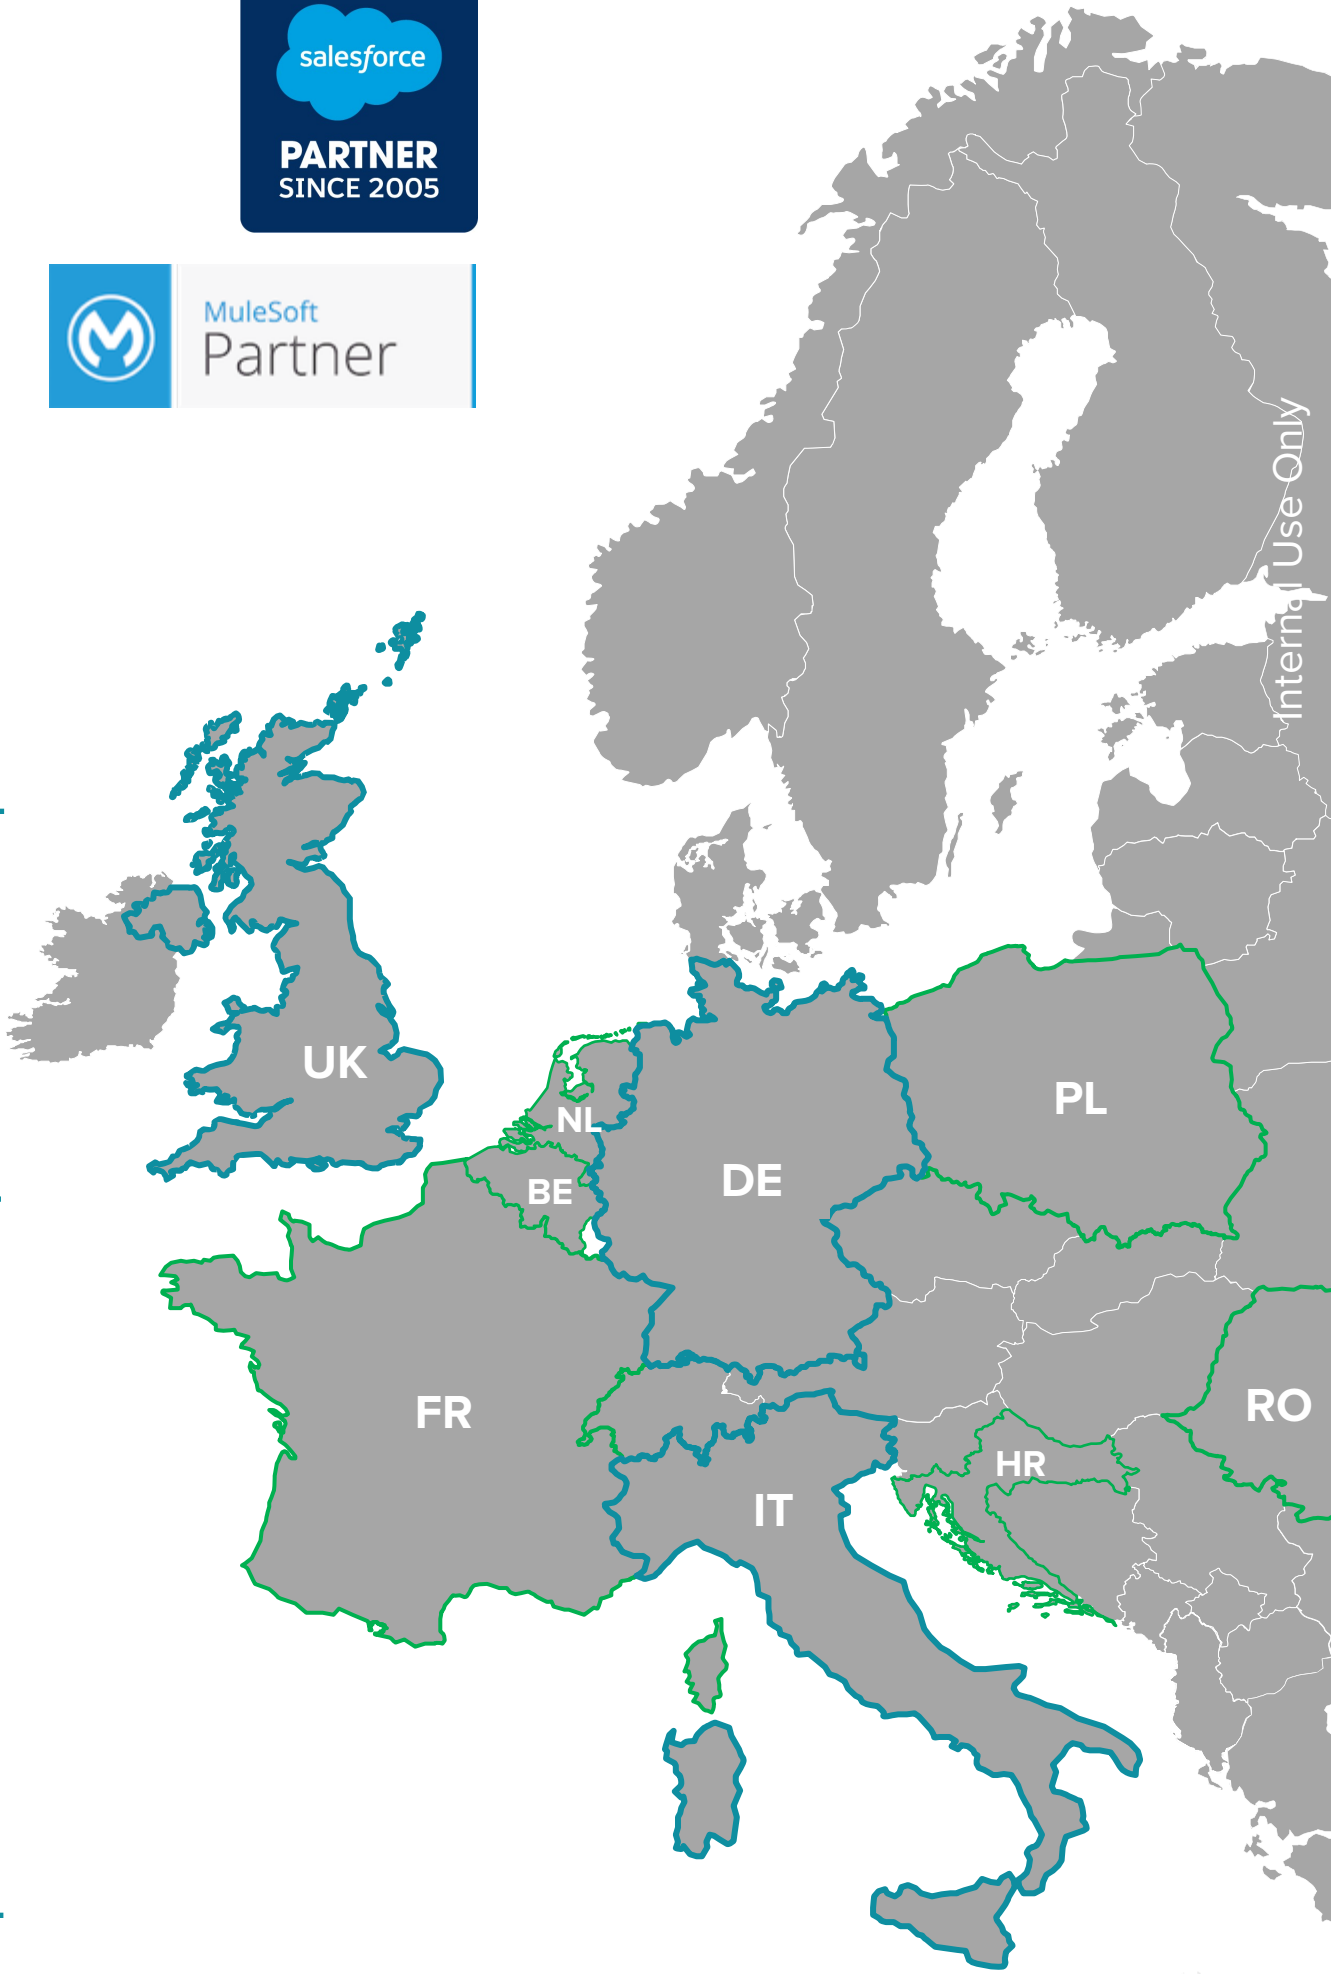 salesforce
PARTNER
SINCE 2005
MuleSoft
Partner
Internal Use Only
UK
NL
PL
BE
DE
FR
RO
HR
IT